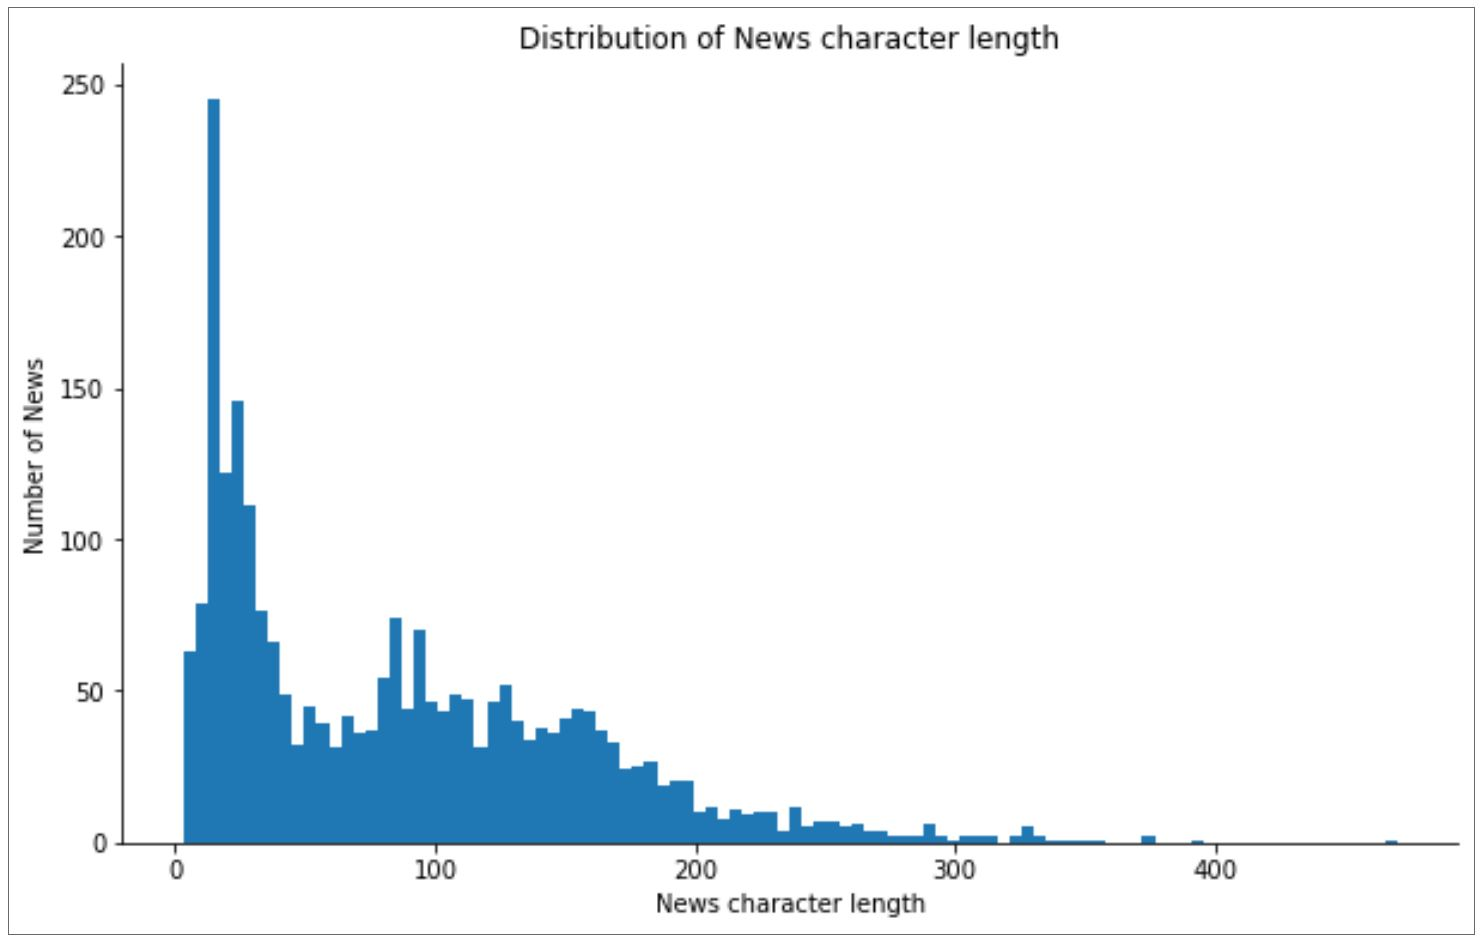 Distribution of News character length
250
200
150
100
50
0
Number of News
0 100 200 300 400
News character length